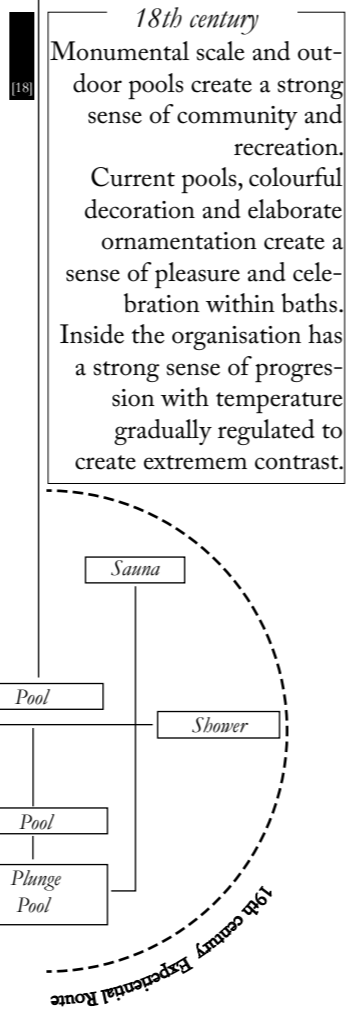 18th century
[18]
Monumental scale and out-
door pools create a strong
sense of community and
recreation.
Current pools, colourful
decoration and elaborate
ornamentation create a
sense of pleasure and cele-
bration within baths.
Inside the organisation has
a strong sense of progres-
sion with temperature
gradually regulated to
create extremem contrast.
Sauna
Pool
Shower
Pool
Plunge
Pool
19th century Experiential Route